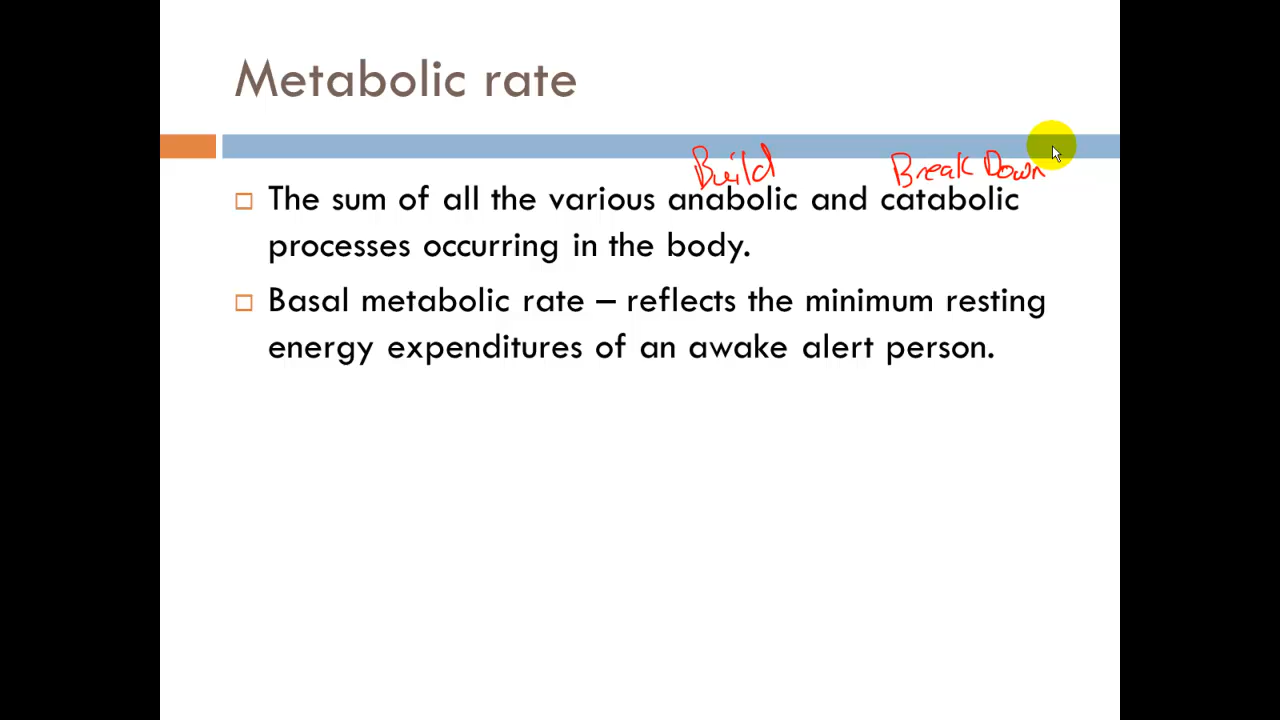 Metabolic rate
Build Break Down
The sum of all the various anabolic and catabolic
processes occurring in the body.
Basal metabolic rate – reflects the minimum resting
energy expenditures of an awake alert person.